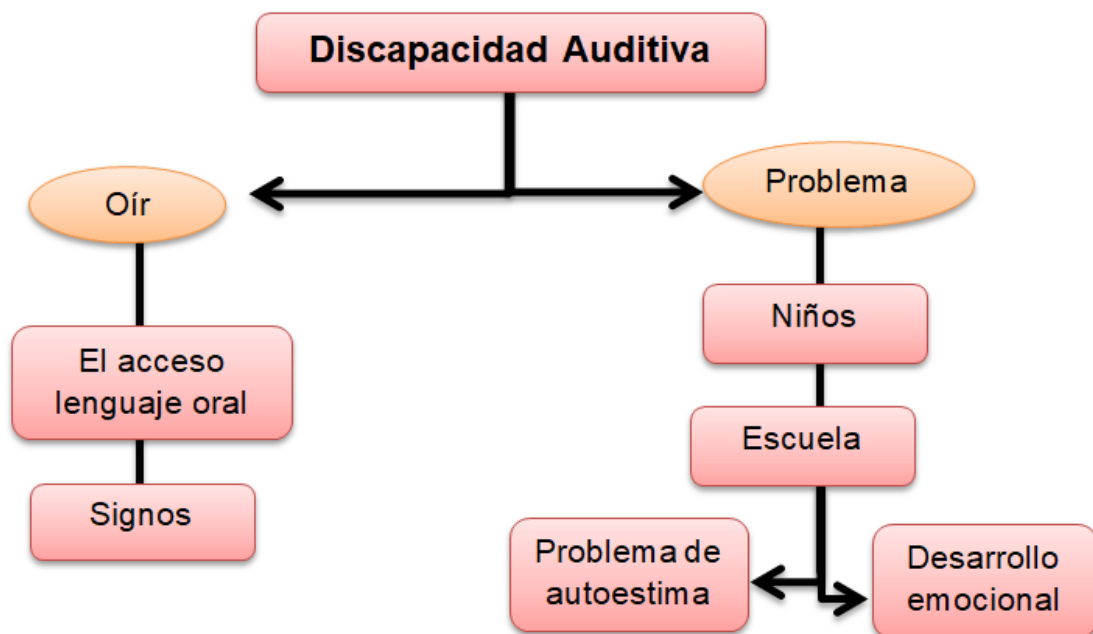 Discapacidad Auditiva
Oír
Problema
El acceso
lenguaje oral
Signos
Niños
Escuela
Problema de
autoestima
Desarrollo
emocional